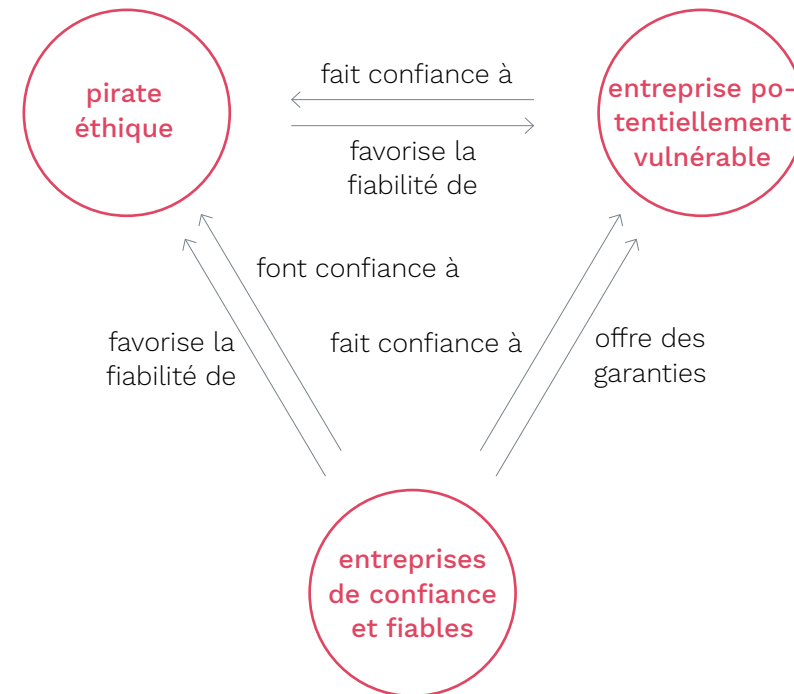 pirate
éthique
fait confiance à
favorise la
fiabilité de
entreprise po-
tentiellement
vulnérable
font confiance à
favorise la
fiabilité de
fait confiance à
offre des
garanties
entreprises
de confiance
et fiables